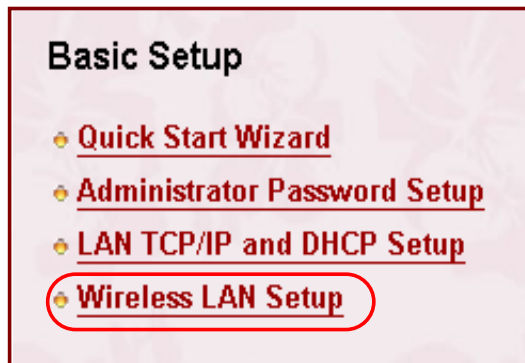 Basic Setup
Quick Start Wizard
Administrator Password Setup
LAN TCP/IP and DHCP Setup
Wireless LAN Setup